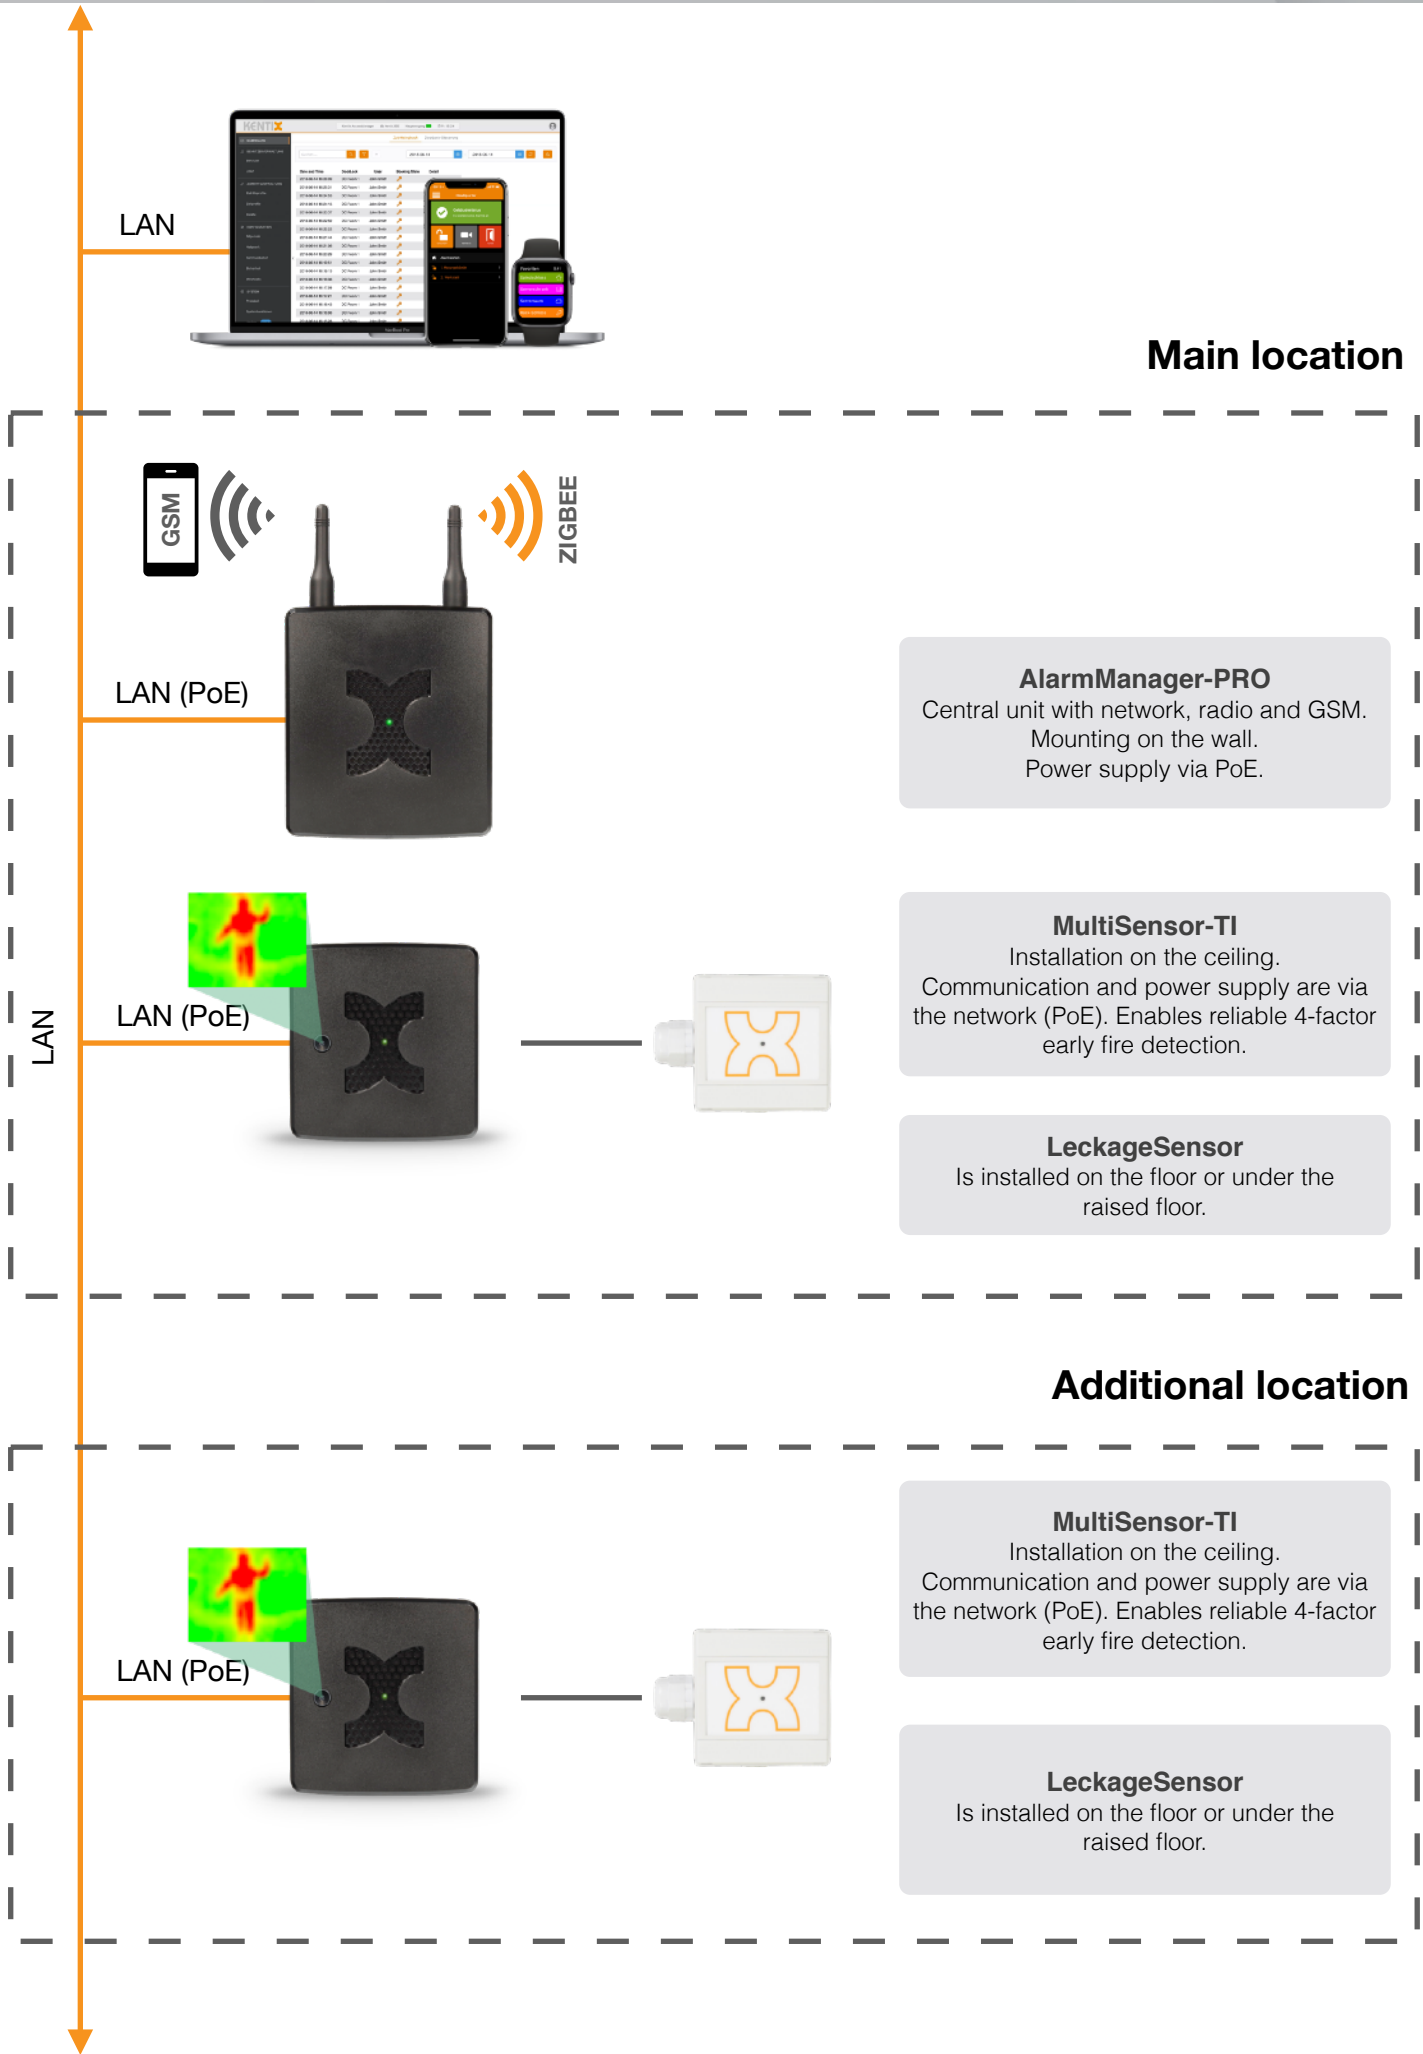 KENTIX
LAN
Main location
GSM
ZIGBEE
LAN (PoE)
AlarmManager-PRO
Central unit with network, radio and GSM.
Mounting on the wall.
Power supply via PoE.
LAN (PoE)
MultiSensor-TI
Installation on the ceiling.
Communication and power supply are via
the network (PoE). Enables reliable 4-factor
early fire detection.
LAN
LeckageSensor
Is installed on the floor or under the
raised floor.
Additional location
MultiSensor-TI
Installation on the ceiling.
Communication and power supply are via
the network (PoE). Enables reliable 4-factor
early fire detection.
LAN (PoE)
LeckageSensor
Is installed on the floor or under the
raised floor.